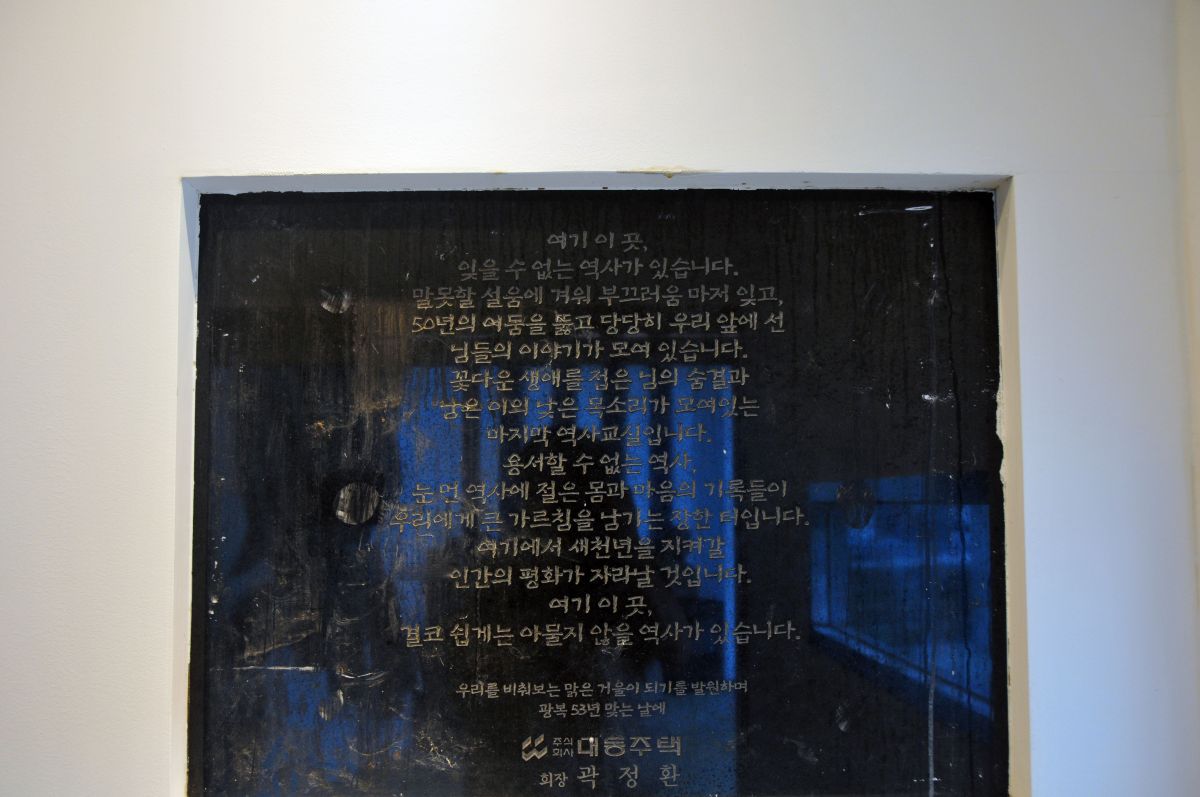 여기 이 곳,
잊을 수 없는 역사가 있습니다.
말못할 설움에 겨워 부끄러움 마저 잊고,
50년의 어둠을 뚫고 당당히 우리 앞에 선
님들의 이야기가 모여 있습니다.
꽃다운 생애를 접은 님의 숨결과
남은 이의 낮은 목소리가 모여있는
마지막 역사교실입니다.
용서할 수 없는 역사,
눈먼 역사에 절은 몸과 마음의 기록들이
우리에게 큰 가르침을 남기는 장한 터입니다.
여기에서 새천년을 지켜갈
인간의 평화가 자라날 것입니다.
여기 이 곳,
결코 쉽게는 아물지 않을 역사가 있습니다.
우리를 비춰보는 맑은 거울이 되기를 발원하며
광복 53년 맞는 날에
주식회사 대동주택
회장 곽정환